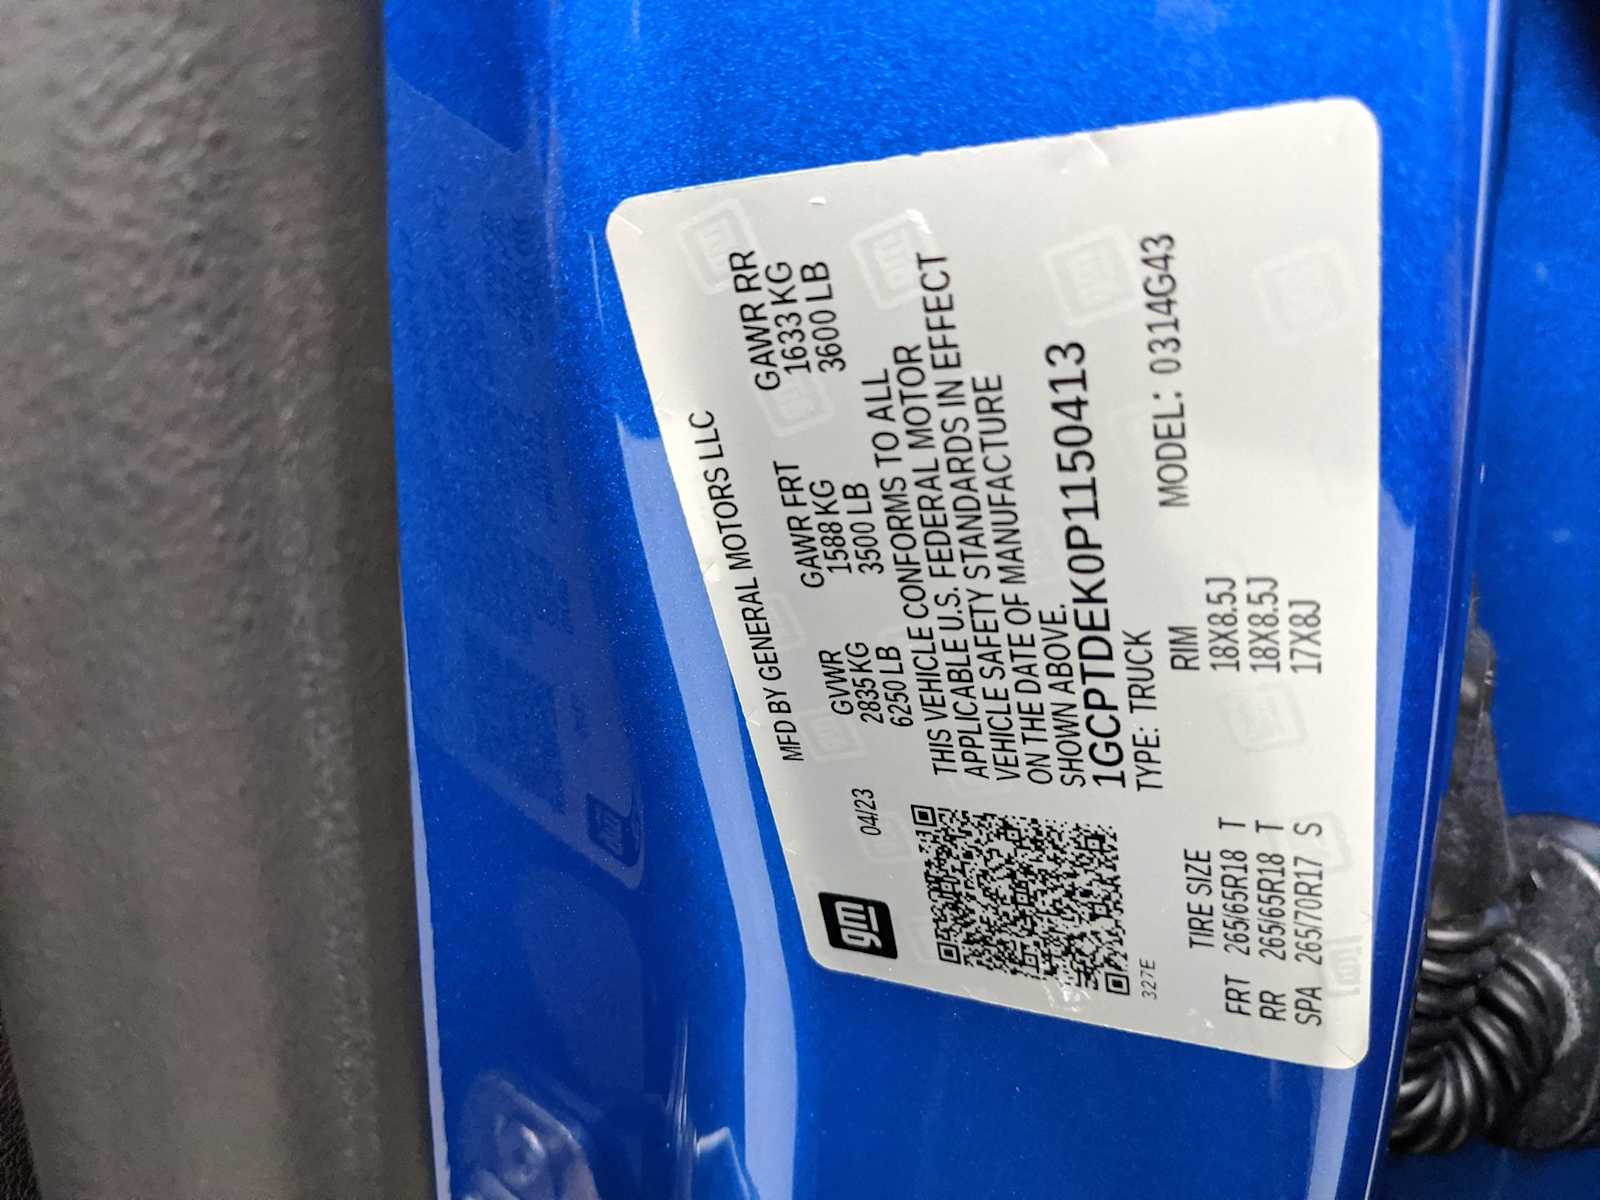 gm
04/23
MFD BY GENERAL MOTORS LLC
GVWR GAWR FRT GAWR RR
2835 KG 1588 KG 1633 KG
6250 LB 3500 LB 3600 LB
THIS VEHICLE CONFORMS TO ALL
APPLICABLE U.S. FEDERAL MOTOR
VEHICLE SAFETY STANDARDS IN EFFECT
ON THE DATE OF MANUFACTURE
SHOWN ABOVE.
1GCPTDEK0P1150413
TYPE: TRUCK MODEL: 0314G43
327E
TIRE SIZE RIM
FRT 265/65R18 T 18X8.5J
RR 265/65R18 T 18X8.5J
SPA 265/70R17 S 17X8J